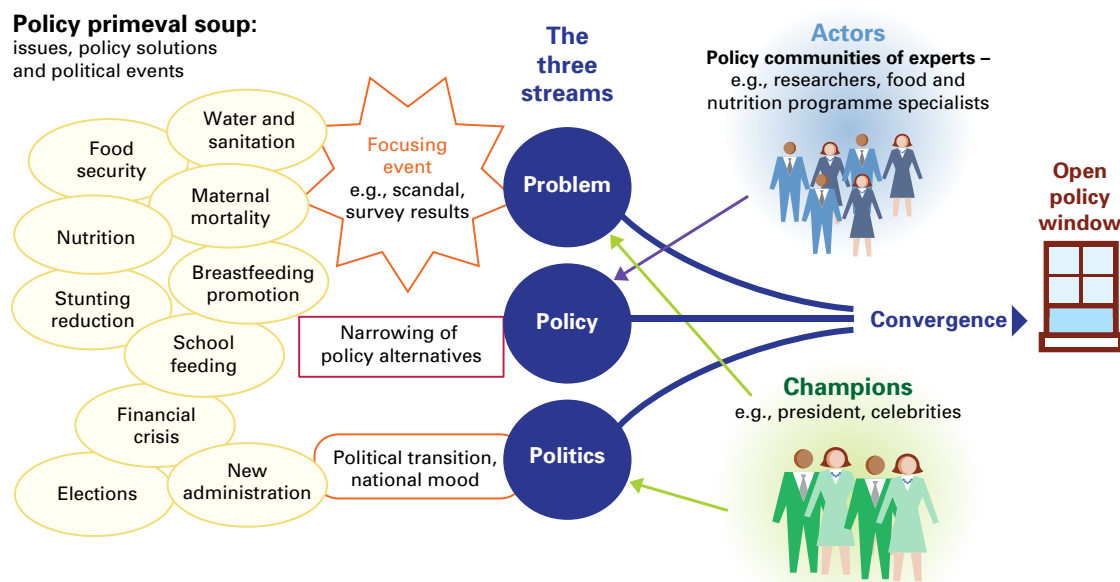 Policy primeval soup:
issues, policy solutions
and political events
Water and
sanitation
Food
security
Maternal
mortality
Nutrition
Breastfeeding
promotion
Stunting
reduction
School
feeding
Financial
crisis
New
administration
Elections
Focusing
event
e.g., scandal,
survey results
Narrowing of
policy alternatives
Political transition,
national mood
The
three
streams
Problem
Policy
Politics
Actors
Policy communities of experts –
e.g., researchers, food and
nutrition programme specialists
Convergence
Champions
e.g., president, celebrities
Open
policy
window